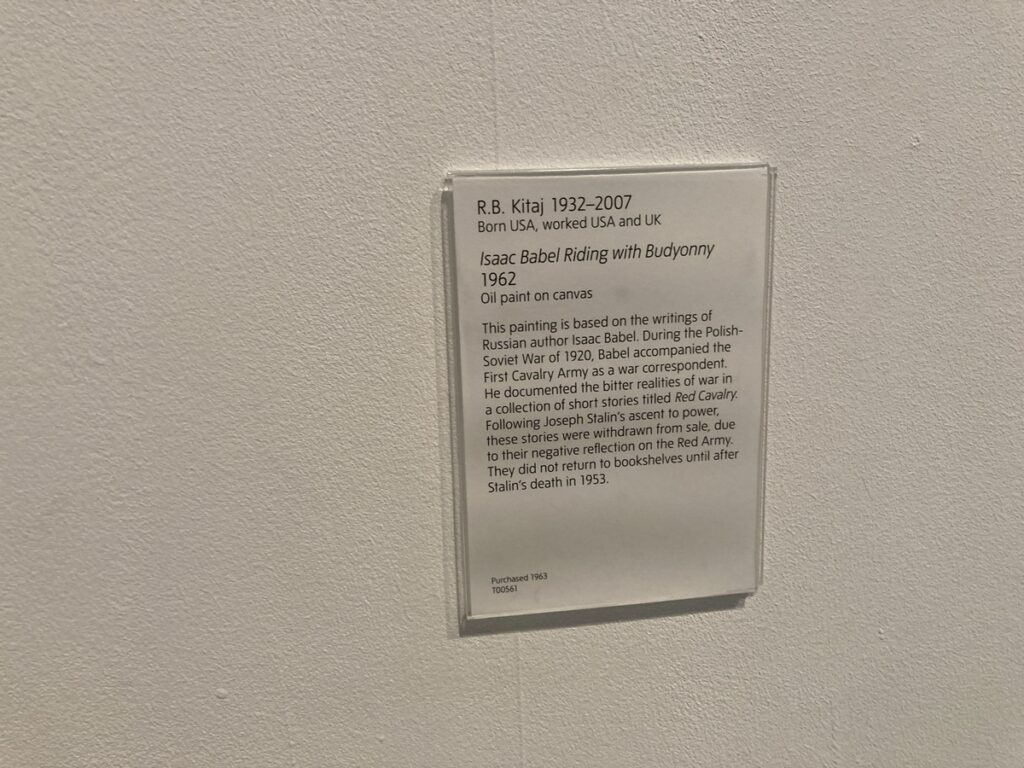 R.B. Kitaj 1932–2007
Born USA, worked USA and UK
Isaac Babel Riding with Budyonny
1962
Oil paint on canvas
This painting is based on the writings of
Russian author Isaac Babel. During the Polish-
Soviet War of 1920, Babel accompanied the
First Cavalry Army as a war correspondent.
He documented the bitter realities of war in
a collection of short stories titled Red Cavalry.
Following Joseph Stalin's ascent to power,
these stories were withdrawn from sale, due
to their negative reflection on the Red Army.
They did not return to bookshelves until after
Stalin's death in 1953.
Purchased 1963
T00561